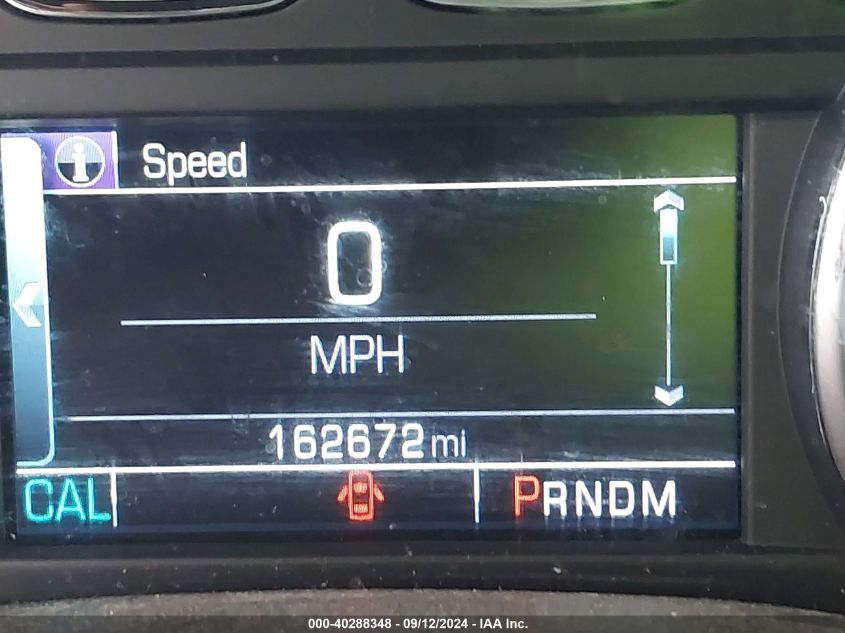 i Speed
0
MPH
162672 mi
CAL PRNDM
000-40288348 - 09/12/2024 - IAA Inc.